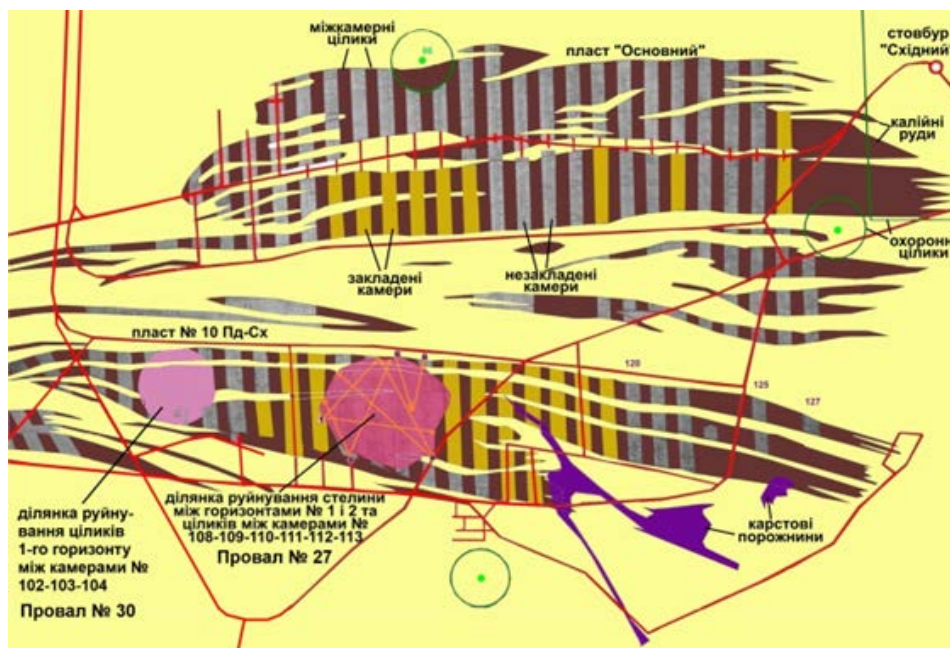 міжкамерні
цілики
пласт "Основний"
стовбур
"Східний"
калійні
руди
охоронні
цілики
закладені
камери
незакладені
камери
пласт № 10 Пд-Сх
120
125
127
ділянка руйну-
вання ціликів
1-го горизонту
між камерами №
102-103-104
Провал № 30
ділянка руйнування стелини
між горизонтами № 1 і 2 та
ціликів між камерами №
108-109-110-111-112-113
Провал № 27
карстові
порожнини